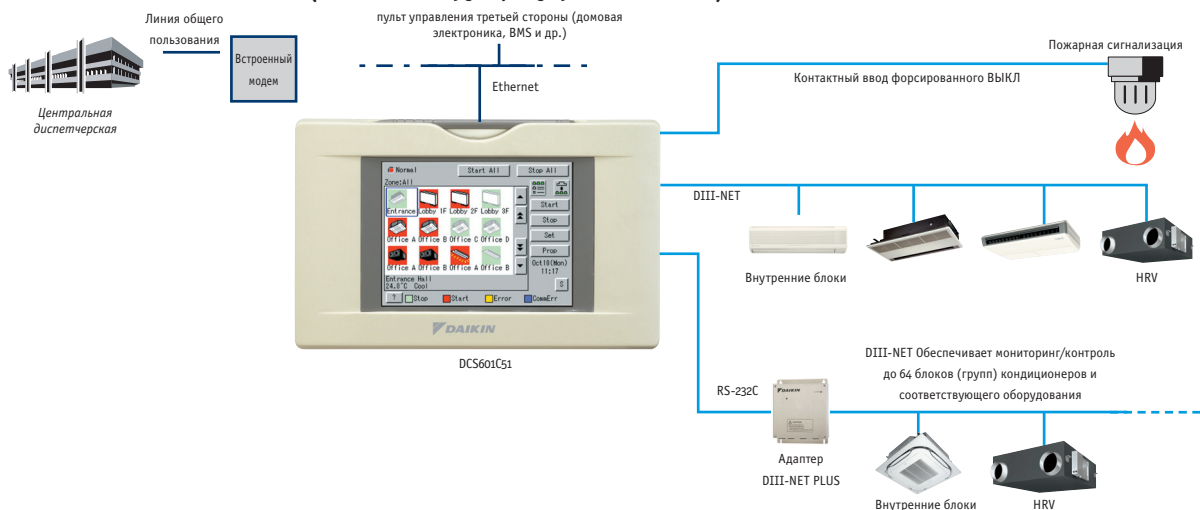 Линия общего
пользования
Встроенный
модем
Центральная
диспетчерская
пульт управления третьей стороны (домовая
электроника, BMS и др.)
Ethernet
Пожарная сигнализация
Контактный ввод форсированного ВЫКЛ
Normal
Start All
Stop All
Zone:All
Entrance Lobby 1F Lobby 2F Lobby 3F
Office A Office B Office C Office D
Office A Office B Office A Office B
Start
Stop
Set
Prop
Oct18(Mon)
11:17
Entrance Hall
24.0°C Cool
S
? Stop Start Error CommErr
DAIKIN
DCS601C51
DIII-NET
Внутренние блоки
HRV
DIII-NET Обеспечивает мониторинг/контроль
до 64 блоков (групп) кондиционеров и
соответствующего оборудования
RS-232C
DAIKIN
Адаптер
DIII-NET PLUS
Внутренние блоки
HRV